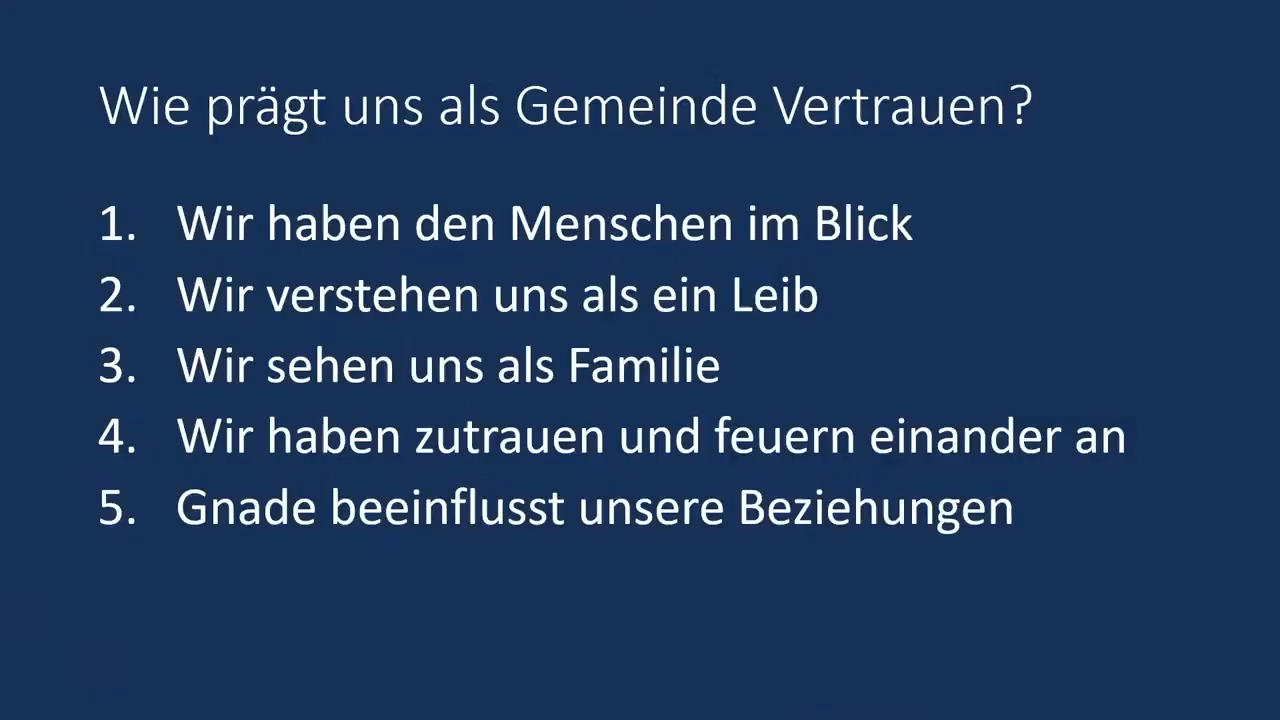 Wie prägt uns als Gemeinde Vertrauen?
1. Wir haben den Menschen im Blick
2. Wir verstehen uns als ein Leib
3. Wir sehen uns als Familie
4. Wir haben zutrauen und feuern einander an
5. Gnade beeinflusst unsere Beziehungen